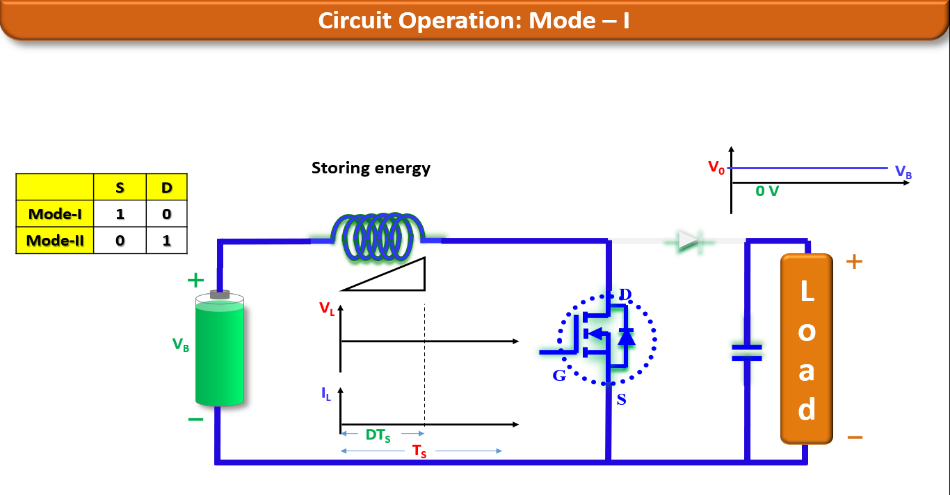 Circuit Operation: Mode – I
Storing energy
V₀
V_B
0 V
S D
Mode-I 1 0
Mode-II 0 1
+
V_B
–
V_L
I_L
DT_S
T_S
D
G
S
+
L
o
a
d
–